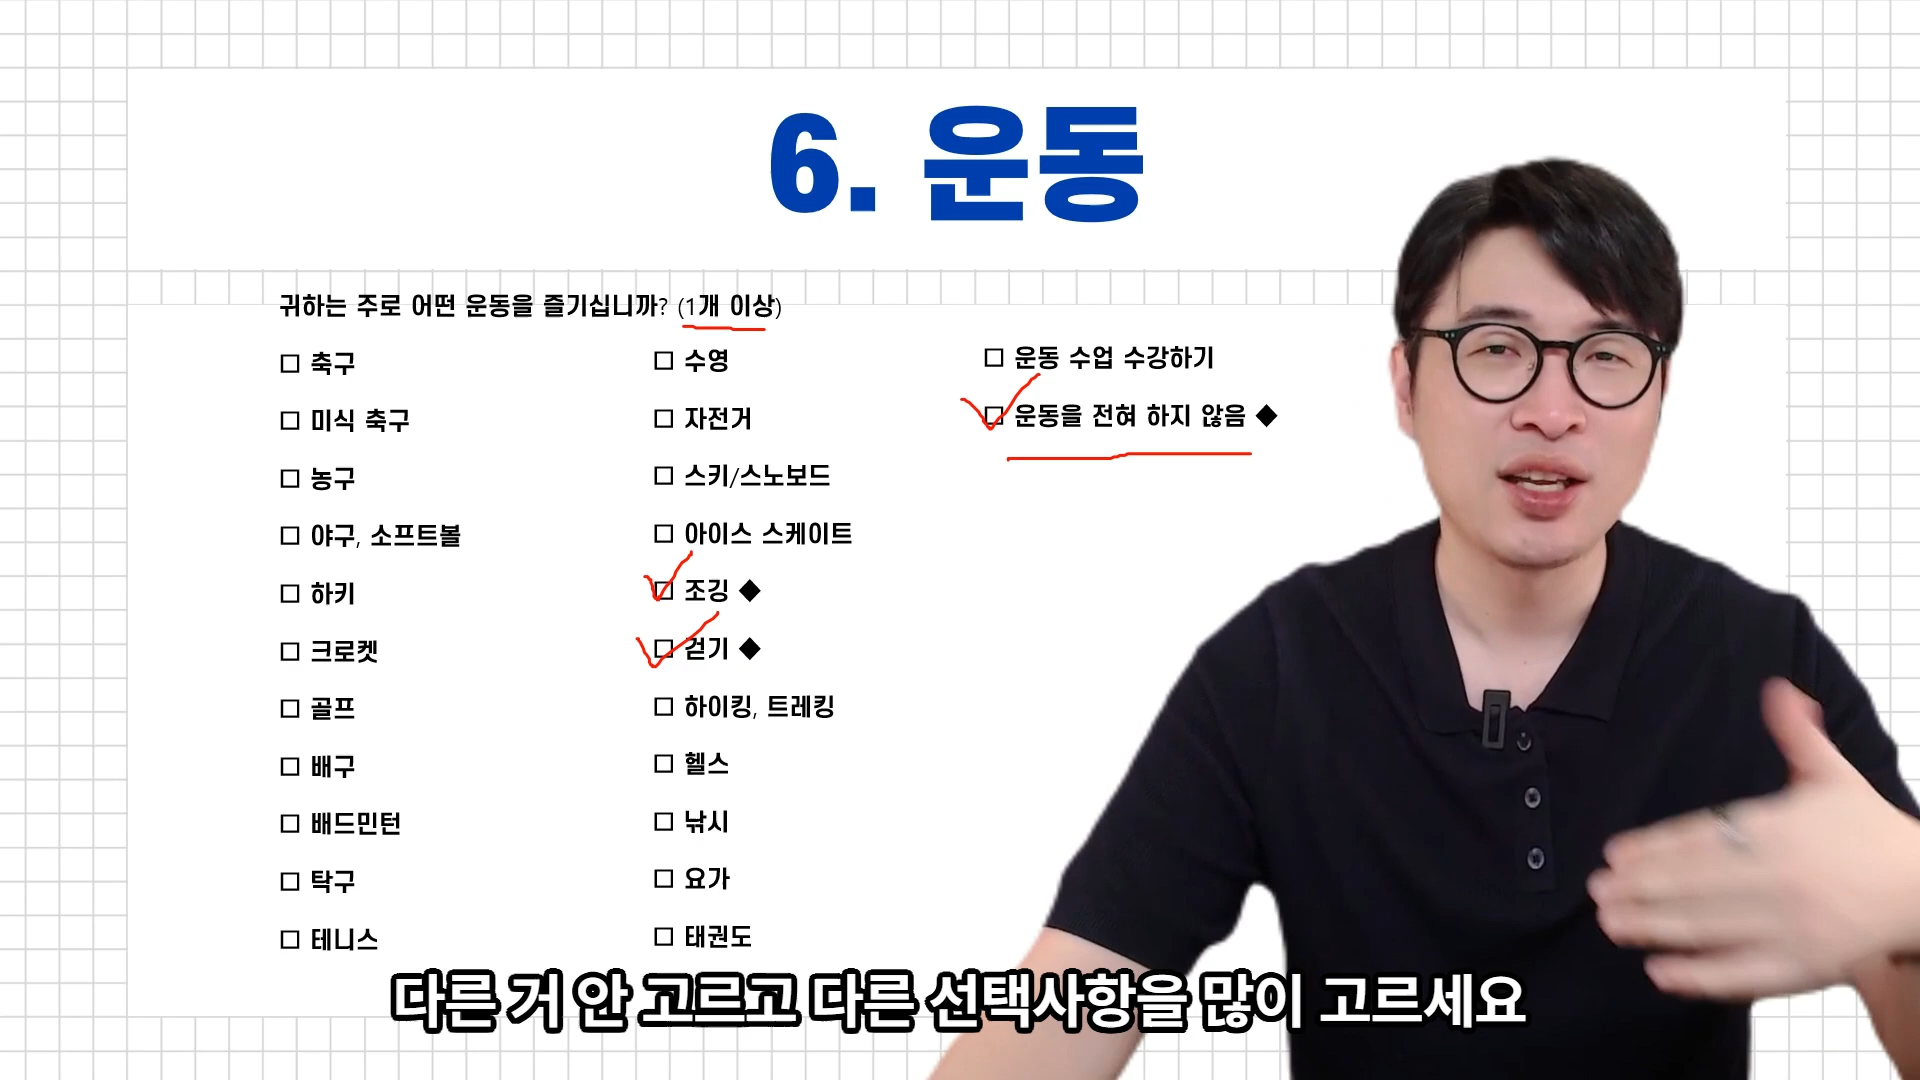 6. 운동
귀하는 주로 어떤 운동을 즐기십니까? (1개 이상)
□ 축구
□ 미식 축구
□ 농구
□ 야구, 소프트볼
□ 하키
□ 크로켓
□ 골프
□ 배구
□ 배드민턴
□ 탁구
□ 테니스
□ 수영
□ 자전거
□ 스키/스노보드
□ 아이스 스케이트
□ 조깅 ◆
□ 걷기 ◆
□ 하이킹, 트레킹
□ 헬스
□ 낚시
□ 요가
□ 태권도
□ 운동 수업 수강하기
□ 운동을 전혀 하지 않음 ◆
다른 거 안 고르고 다른 선택사항을 많이 고르세요